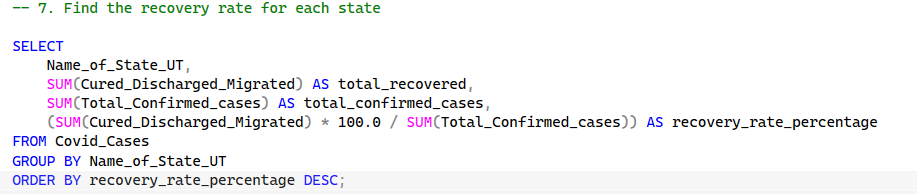 -- 7. Find the recovery rate for each state
SELECT
    Name_of_State_UT,
    SUM(Cured_Discharged_Migrated) AS total_recovered,
    SUM(Total_Confirmed_cases) AS total_confirmed_cases,
    (SUM(Cured_Discharged_Migrated) * 100.0 / SUM(Total_Confirmed_cases)) AS recovery_rate_percentage
FROM Covid_Cases
GROUP BY Name_of_State_UT
ORDER BY recovery_rate_percentage DESC;